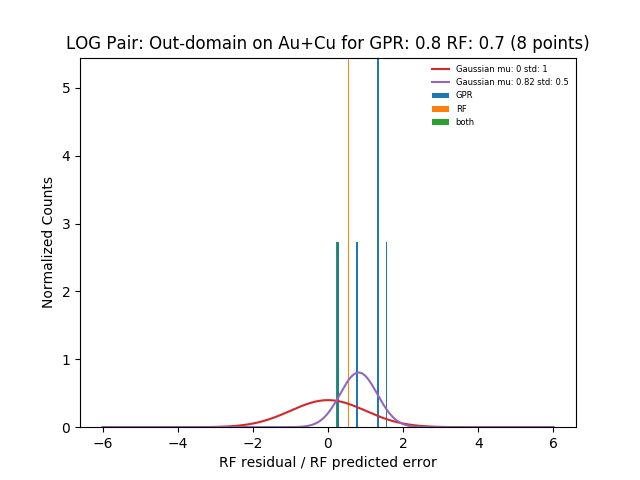 LOG Pair: Out-domain on Au+Cu for GPR: 0.8 RF: 0.7 (8 points)
Gaussian mu: 0 std: 1
Gaussian mu: 0.82 std: 0.5
GPR
RF
both
Normalized Counts
5
4
3
2
1
0
−6 −4 −2 0 2 4 6
RF residual / RF predicted error